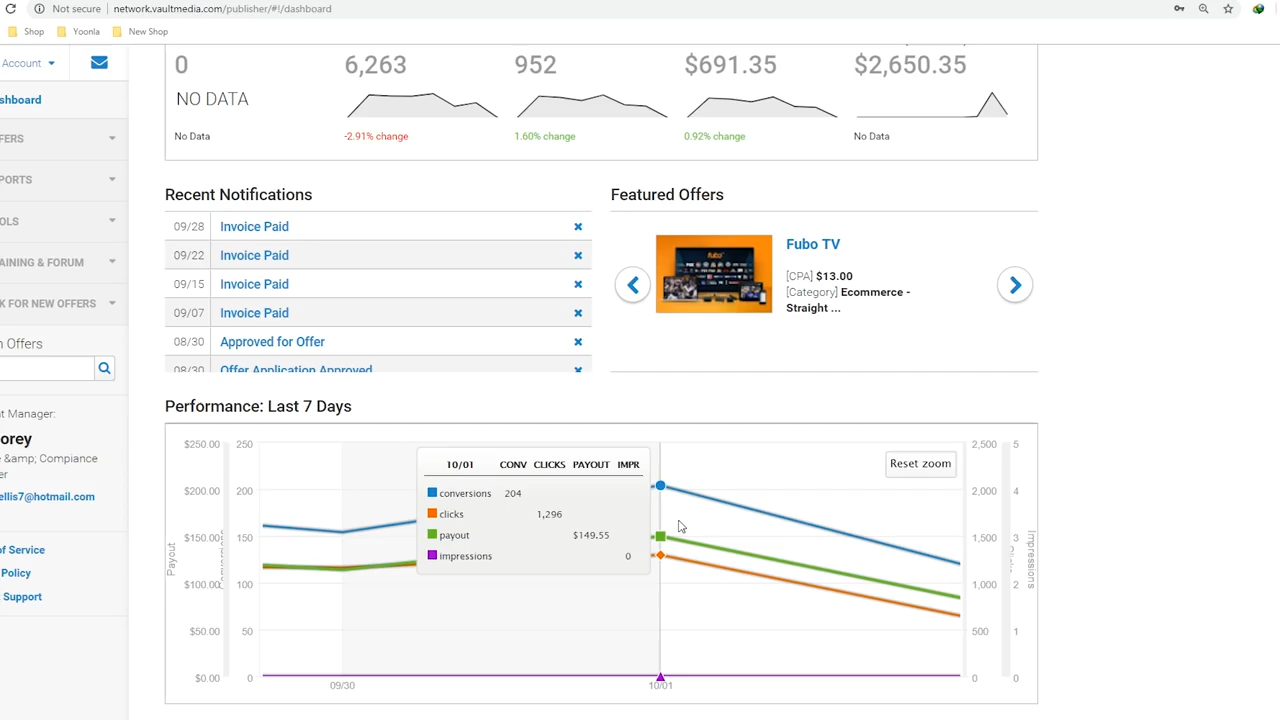 Not secure network.vaultmedia.com/publisher/#!/dashboard
Shop Yoonla New Shop
Account
shboard
FERS
PORTS
OLS
AINING & FORUM
K FOR NEW OFFERS
n Offers
t Manager:
orey
e &amp; Compiance
er
ellis7@hotmail.com
of Service
Policy
Support
0 6,263 952 $691.35 $2,650.35
NO DATA
No Data -2.91% change 1.60% change 0.92% change No Data
Recent Notifications
09/28 Invoice Paid
09/22 Invoice Paid
09/15 Invoice Paid
09/07 Invoice Paid
08/30 Approved for Offer
08/30 Offer Application Approved
Featured Offers
fubo
Fubo TV
[CPA] $13.00
[Category] Ecommerce -
Straight ...
Performance: Last 7 Days
Reset zoom
10/01 CONV CLICKS PAYOUT IMPR
conversions 204
clicks 1,296
payout $149.55
impressions 0
$250.00 250 2,500 5
$200.00 200 2,000 4
$150.00 150 1,500 3
$100.00 100 1,000 2
$50.00 50 500 1
$0.00 0 0 0
Payout
Impressions
09/30 10/01